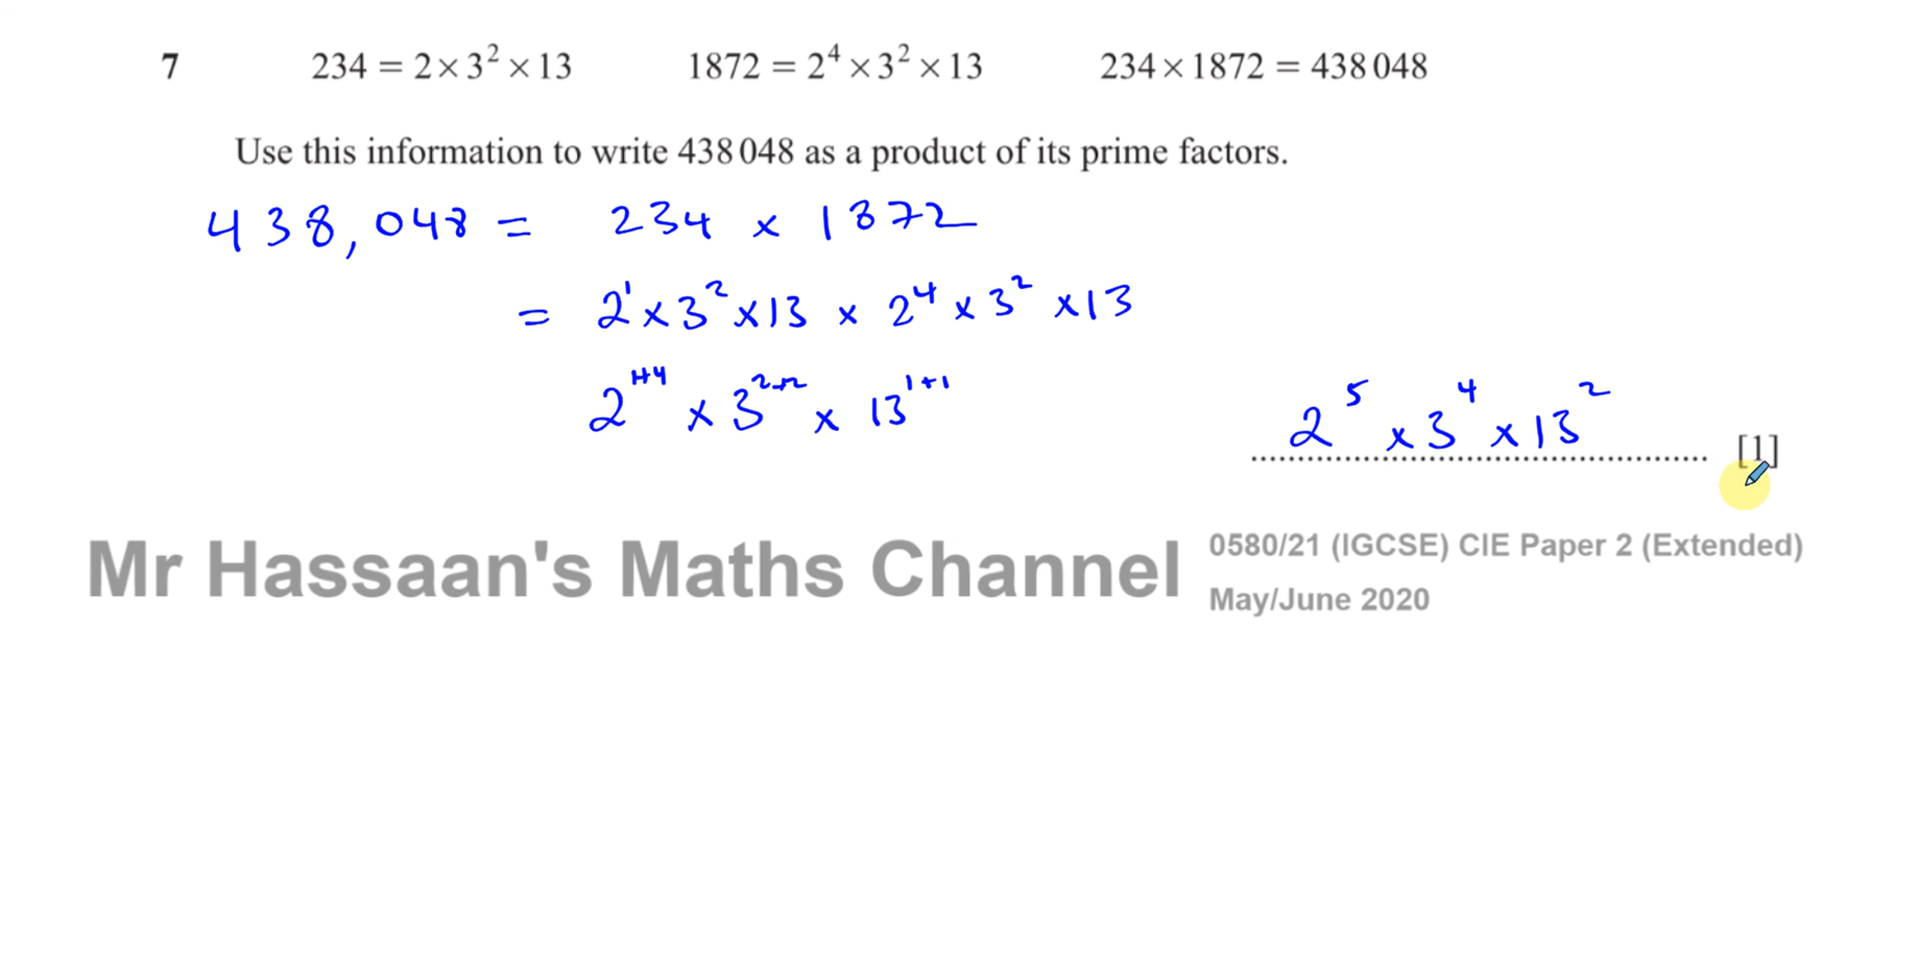 7 234 = 2 × 3² × 13 1872 = 2⁴ × 3² × 13 234 × 1872 = 438 048
Use this information to write 438 048 as a product of its prime factors.
438,048 = 234 × 1872
= 2¹ × 3² × 13 × 2⁴ × 3² × 13
2¹⁺⁴ × 3²⁺² × 13¹⁺¹
2⁵ × 3⁴ × 13² [1]
Mr Hassaan's Maths Channel
0580/21 (IGCSE) CIE Paper 2 (Extended)
May/June 2020